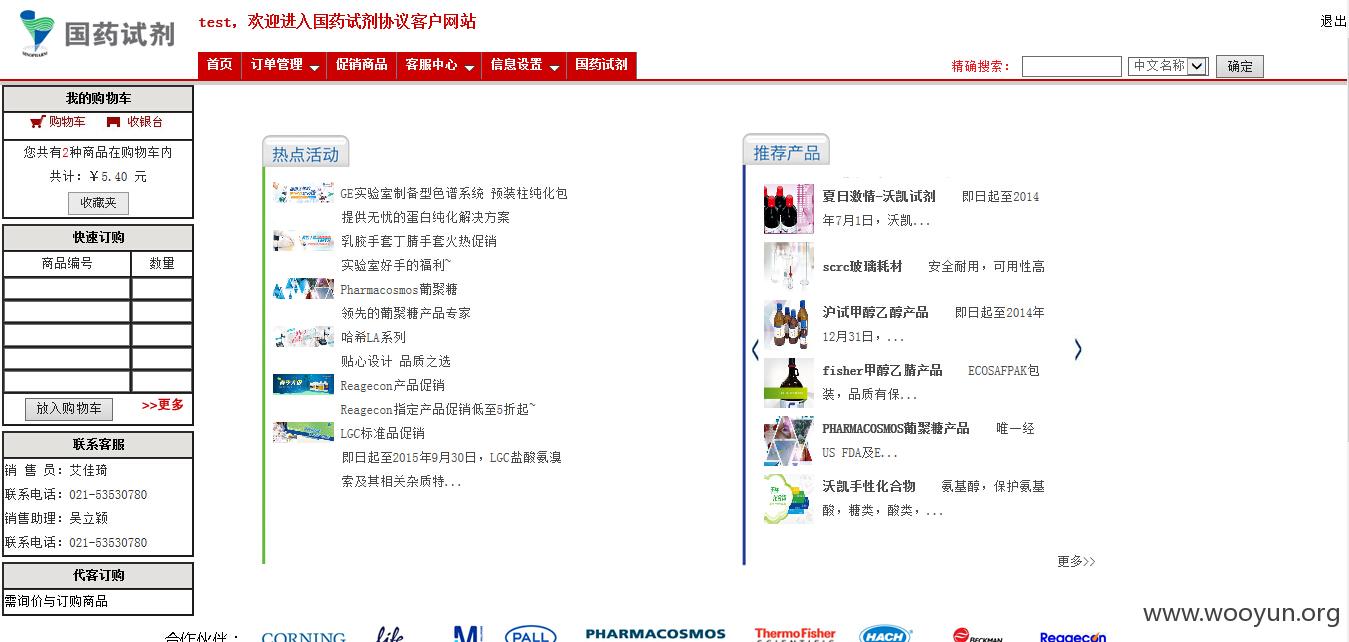 国药试剂
SINOPHARM
test，欢迎进入国药试剂协议客户网站
退出
首页 订单管理 促销商品 客服中心 信息设置 国药试剂
精确搜索： 中文名称 确定
我的购物车
购物车 收银台
您共有2种商品在购物车内
共计：￥5.40 元
收藏夹
快速订购
商品编号 数量
放入购物车 >>更多
联系客服
销 售 员：艾佳琦
联系电话：021-53530780
销售助理：吴立颖
联系电话：021-53530780
代客订购
需询价与订购商品
热点活动
GE实验室制备型色谱系统 预装柱纯化包
提供无忧的蛋白纯化解决方案
乳胶手套丁腈手套火热促销
实验室好手的福利~
Pharmacosmos葡聚糖
领先的葡聚糖产品专家
哈希LA系列
贴心设计 品质之选
Reagecon产品促销
Reagecon指定产品促销低至5折起~
LGC标准品促销
即日起至2015年9月30日，LGC盐酸氨溴
索及其相关杂质特...
推荐产品
夏日激情-沃凯试剂 即日起至2014
年7月1日，沃凯...
scrc玻璃耗材 安全耐用，可用性高
沪试甲醇乙醇产品 即日起至2014年
12月31日，...
fisher甲醇乙腈产品 ECOSAFPAK包
装，品质有保...
PHARMACOSMOS葡聚糖产品 唯一经
US FDA及E...
沃凯手性化合物 氨基醇，保护氨基
酸，糖类，酸类，...
更多>>
www.wooyun.org
合作伙伴：
CORNING life M PALL PHARMACOSMOS ThermoFisher SCIENTIFIC HACH BECKMAN Reagecon